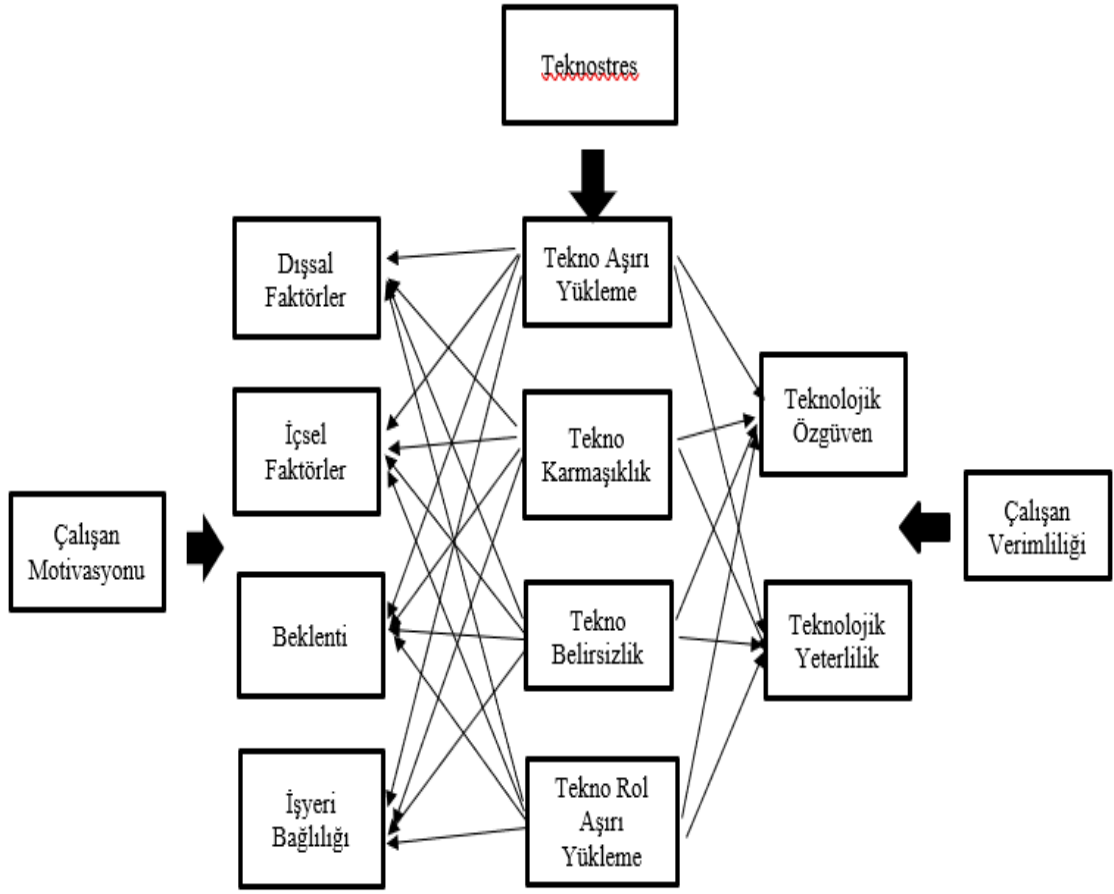 Teknostres
Dışsal
Faktörler
Tekno Aşırı
Yükleme
Teknolojik
Özgüven
İçsel
Faktörler
Tekno
Karmaşıklık
Çalışan
Motivasyonu
Çalışan
Verimliliği
Beklenti
Tekno
Belirsizlik
Teknolojik
Yeterlilik
İşyeri
Bağlılığı
Tekno Rol
Aşırı
Yükleme